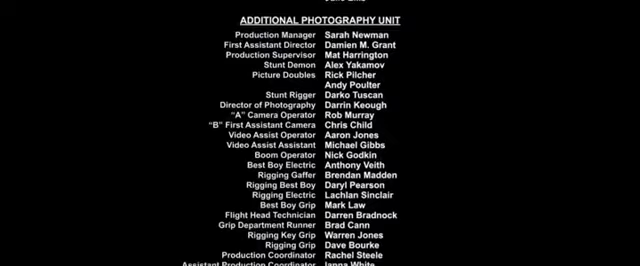 ADDITIONAL PHOTOGRAPHY UNIT
Production Manager Sarah Newman
First Assistant Director Damien M. Grant
Production Supervisor Mat Harrington
Stunt Demon Alex Yakamov
Picture Doubles Rick Pilcher
Andy Poulter
Stunt Rigger Darko Tuscan
Director of Photography Darrin Keough
“A” Camera Operator Rob Murray
“B” First Assistant Camera Chris Child
Video Assist Operator Aaron Jones
Video Assist Assistant Michael Gibbs
Boom Operator Nick Godkin
Best Boy Electric Anthony Veith
Rigging Gaffer Brendan Madden
Rigging Best Boy Daryl Pearson
Rigging Electric Lachlan Sinclair
Best Boy Grip Mark Law
Flight Head Technician Darren Bradnock
Grip Department Runner Brad Cann
Rigging Key Grip Warren Jones
Rigging Grip Dave Bourke
Production Coordinator Rachel Steele
Assistant Production Coordinator Ianna White